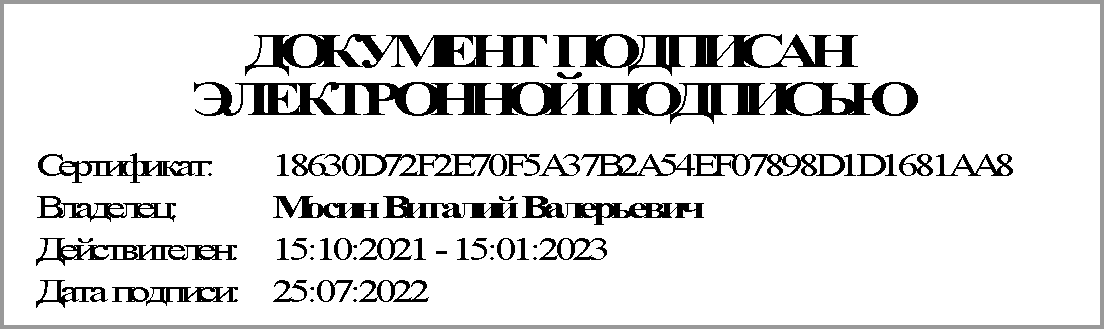 ДОКУМЕНТ ПОДПИСАН
ЭЛЕКТРОННОЙ ПОДПИСЬЮ
Сертификат: 18630D72F2E70F5A37B2A54EF07898D1D1681AA8
Владелец: Мосин Виталий Валерьевич
Действителен: 15:10:2021 - 15:01:2023
Дата подписи: 25:07:2022